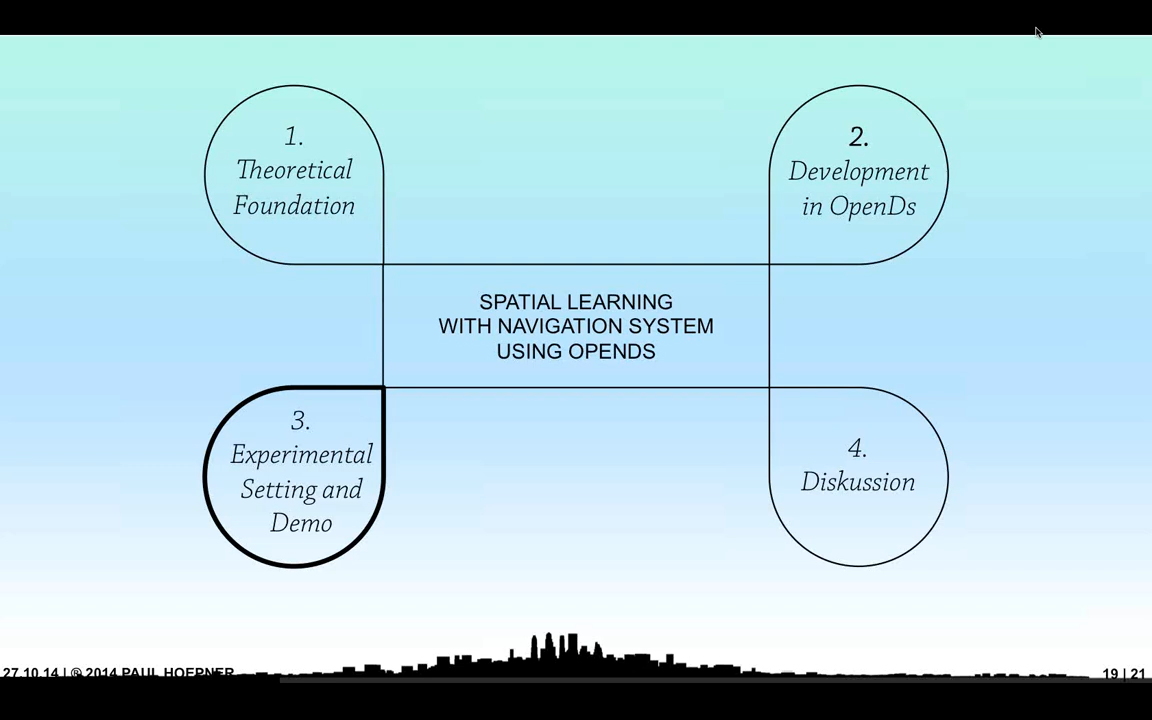 1.
Theoretical
Foundation
2.
Development
in OpenDs
SPATIAL LEARNING
WITH NAVIGATION SYSTEM
USING OPENDS
3.
Experimental
Setting and
Demo
4.
Diskussion
27.10.14 | ® 2014 PAUL HOEPNER
19 | 21